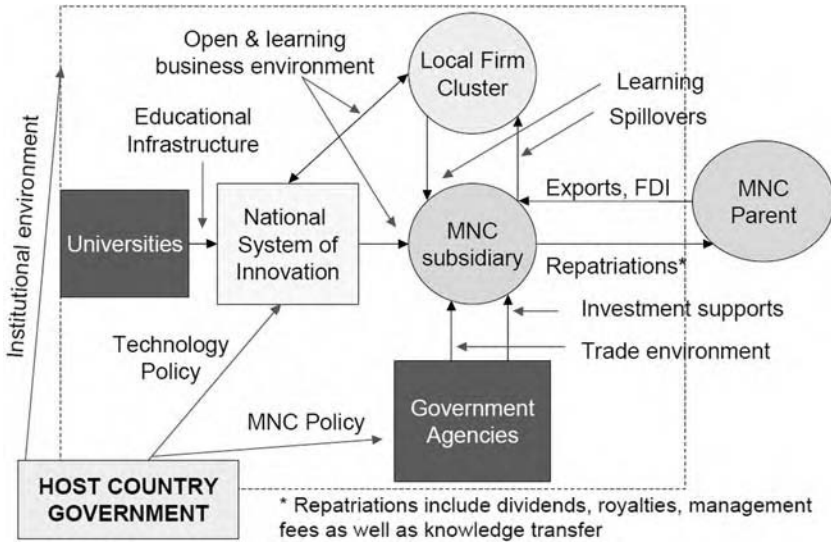 Open & learning
business environment
Local Firm
Cluster
Learning
Spillovers
Educational
Infrastructure
Institutional environment
Universities
National
System of
Innovation
MNC
subsidiary
Exports, FDI
MNC
Parent
Repatriations*
Investment supports
Trade environment
Technology
Policy
MNC Policy
Government
Agencies
HOST COUNTRY
GOVERNMENT
* Repatriations include dividends, royalties, management
fees as well as knowledge transfer